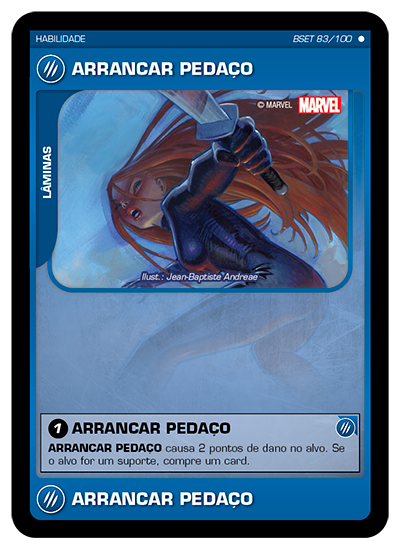 HABILIDADE
BSET 83/100
ARRANCAR PEDAÇO
© MARVEL
MARVEL
LÂMINAS
Ilust.: Jean-Baptiste Andreae
1 ARRANCAR PEDAÇO
ARRANCAR PEDAÇO causa 2 pontos de dano no alvo. Se
o alvo for um suporte, compre um card.
ARRANCAR PEDAÇO